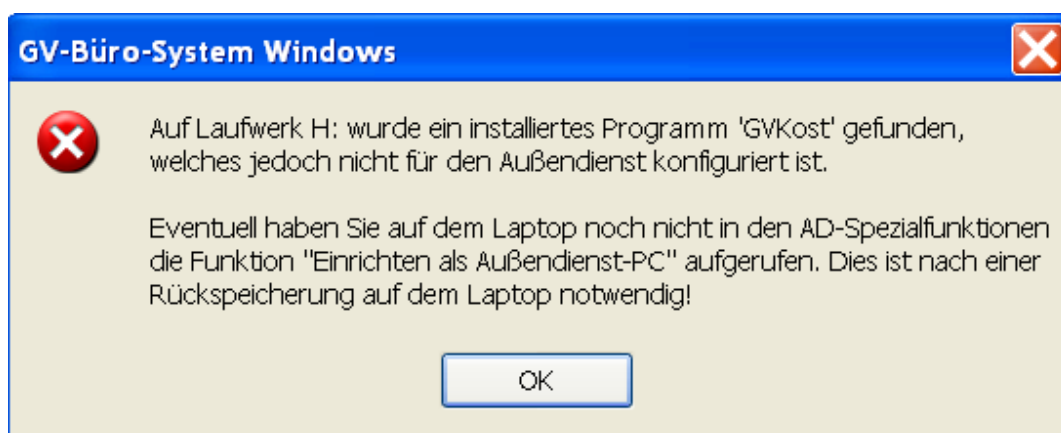 GV-Büro-System Windows
Auf Laufwerk H: wurde ein installiertes Programm 'GVKost' gefunden,
welches jedoch nicht für den Außendienst konfiguriert ist.
Eventuell haben Sie auf dem Laptop noch nicht in den AD-Spezialfunktionen
die Funktion "Einrichten als Außendienst-PC" aufgerufen. Dies ist nach einer
Rückspeicherung auf dem Laptop notwendig!
OK